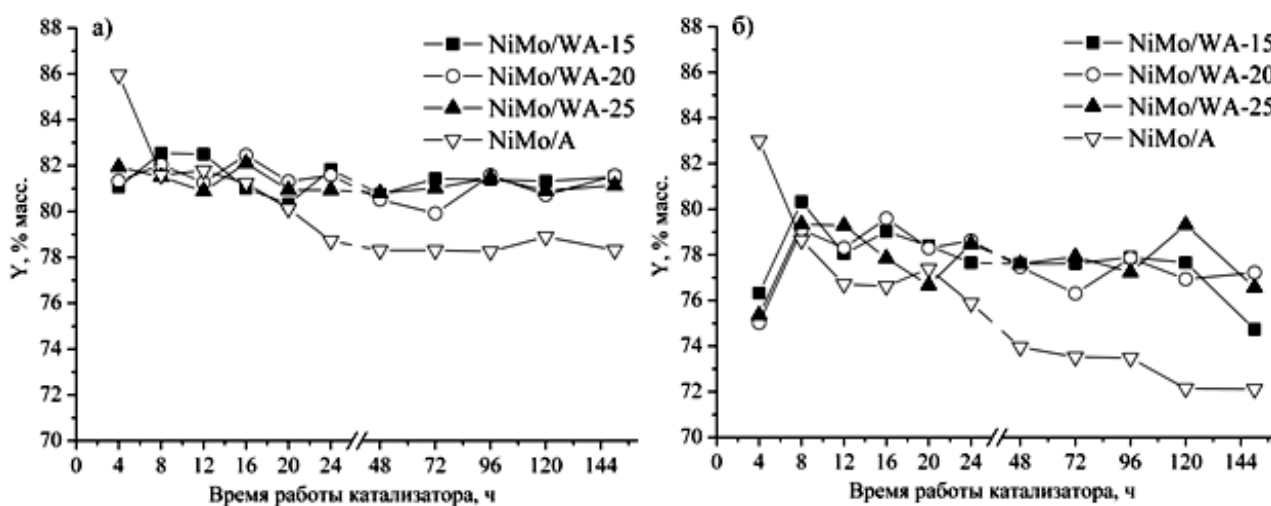 а)
NiMo/WA-15
NiMo/WA-20
NiMo/WA-25
NiMo/A
Y, % масс.
88
86
84
82
80
78
76
74
72
70
0 4 8 12 16 20 24 48 72 96 120 144
Время работы катализатора, ч
б)
NiMo/WA-15
NiMo/WA-20
NiMo/WA-25
NiMo/A
Y, % масс.
88
86
84
82
80
78
76
74
72
70
0 4 8 12 16 20 24 48 72 96 120 144
Время работы катализатора, ч